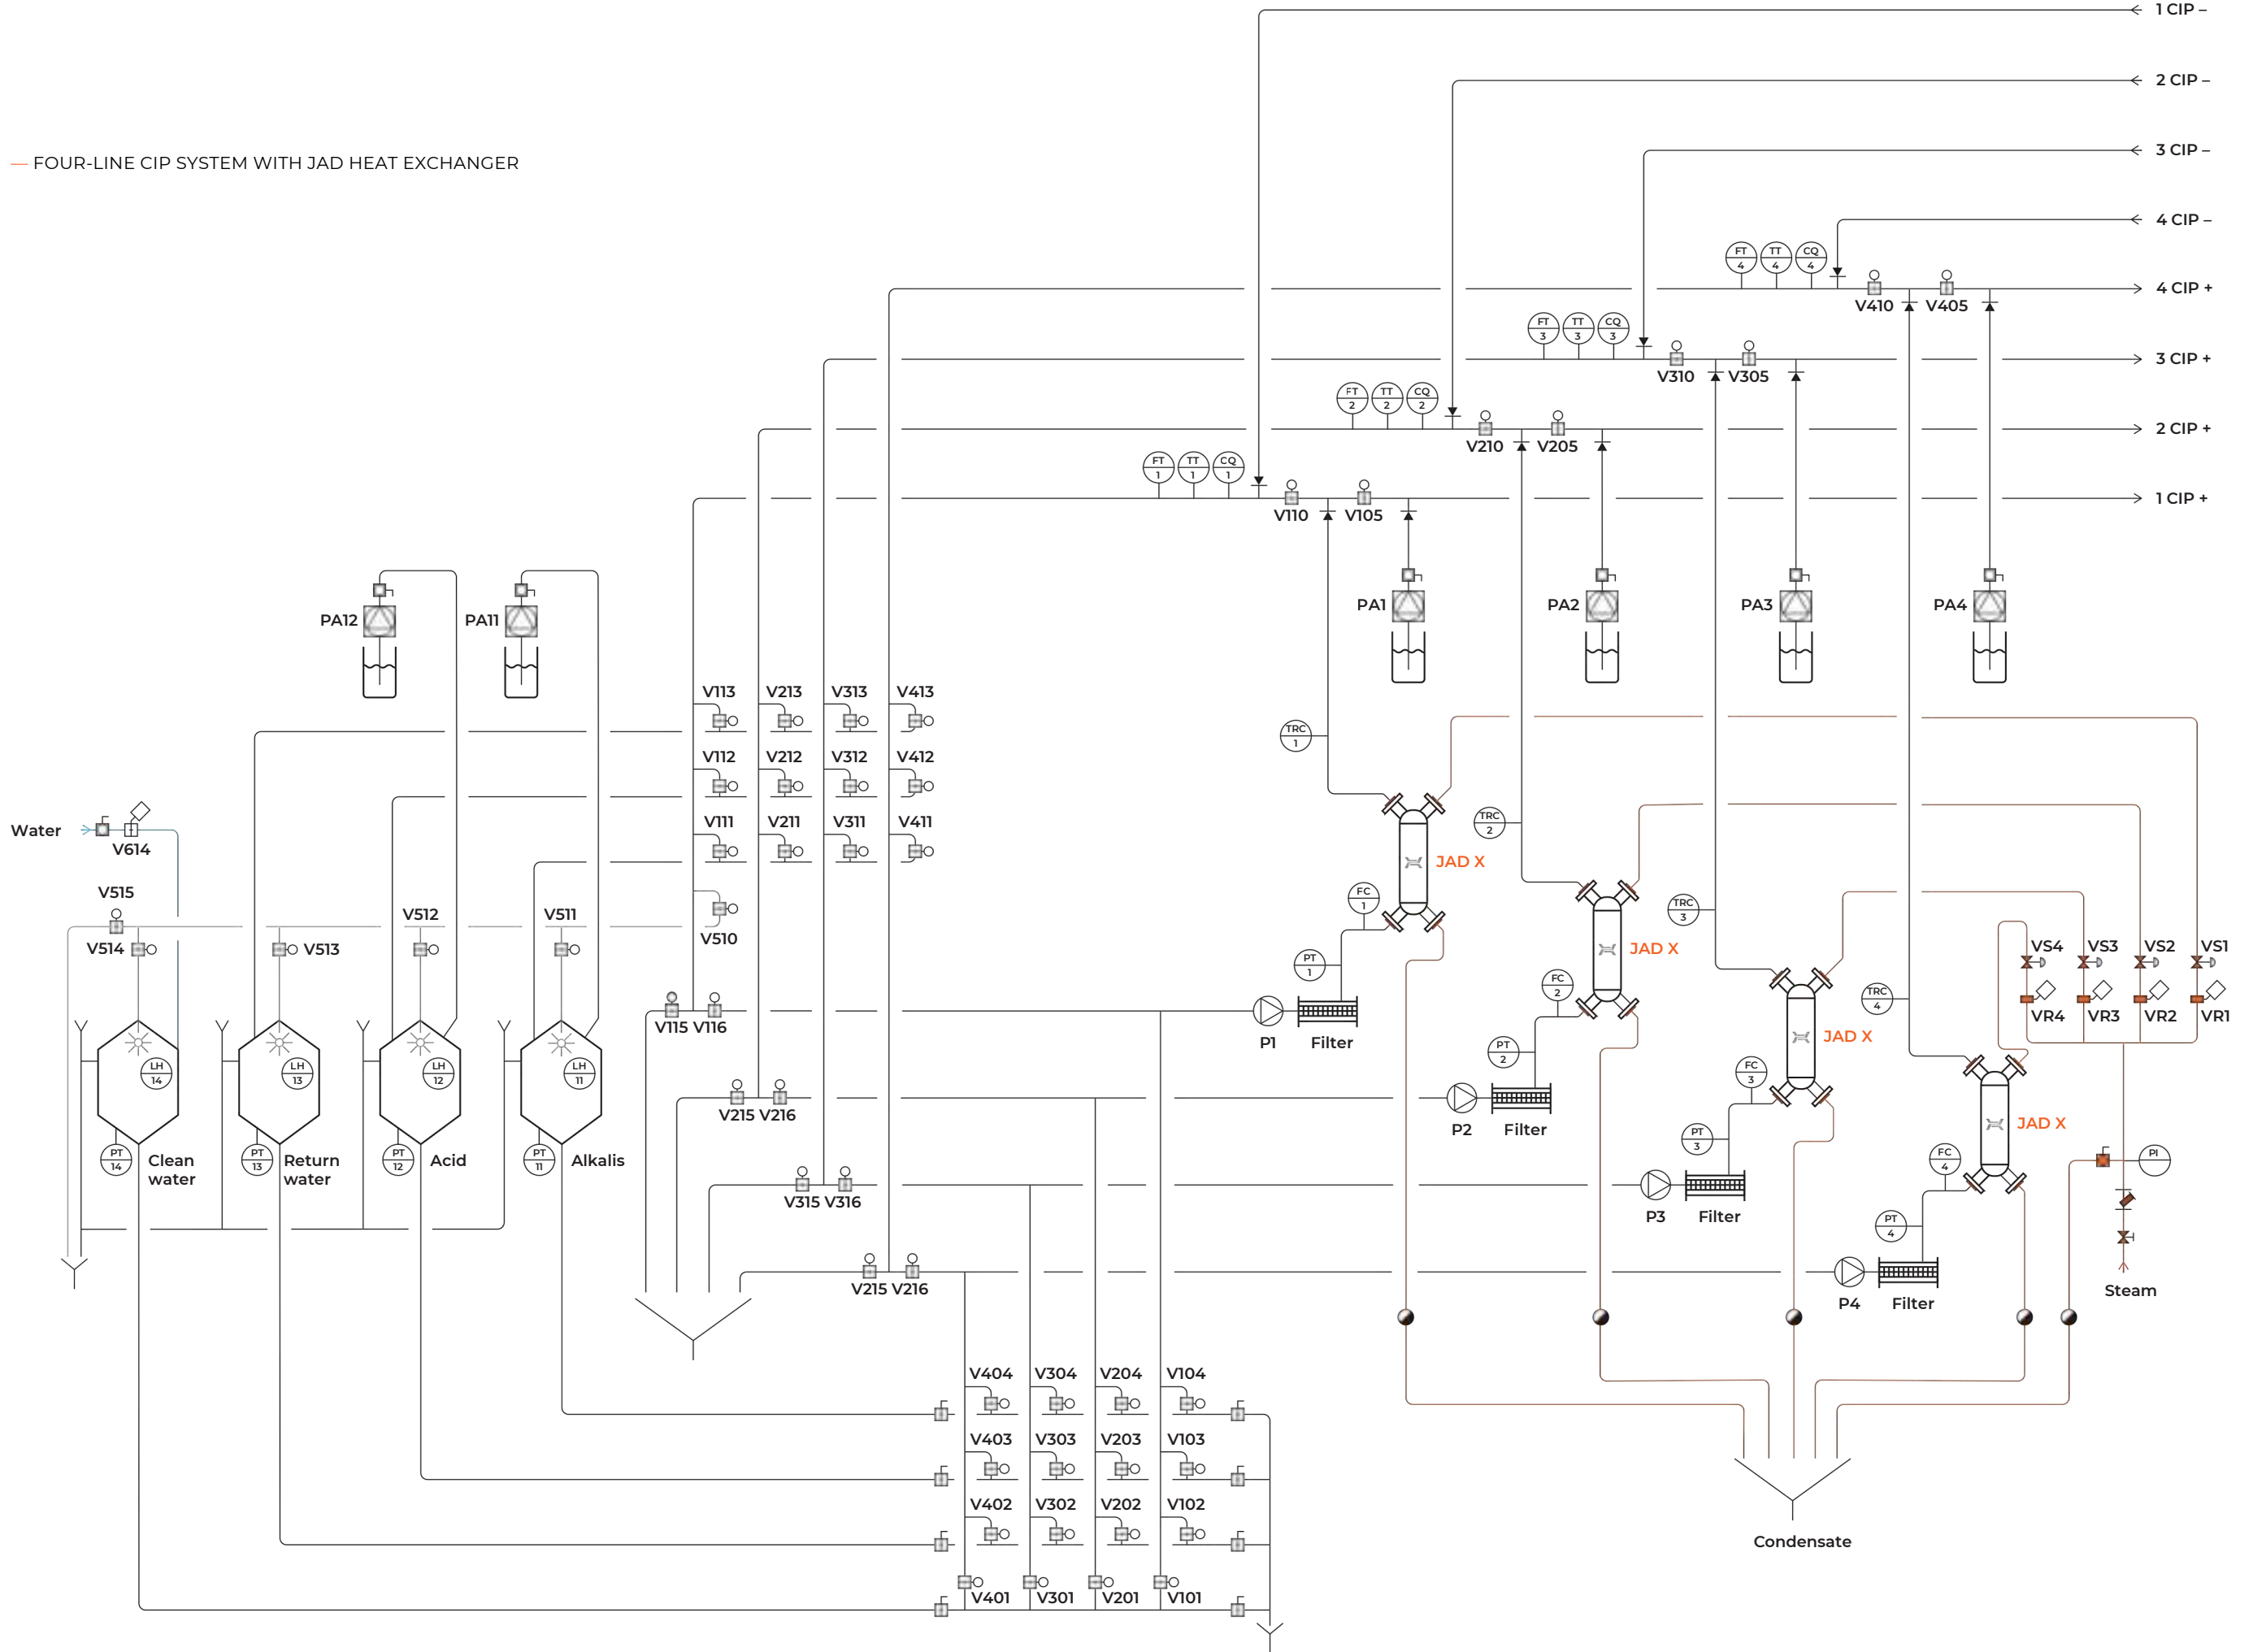 1 CIP –
2 CIP –
— FOUR-LINE CIP SYSTEM WITH JAD HEAT EXCHANGER
3 CIP –
4 CIP –
FT 4
TT 4
CQ 4
4 CIP +
V410
V405
FT 3
TT 3
CQ 3
3 CIP +
V310
V305
FT 2
TT 2
CQ 2
2 CIP +
V210
V205
FT 1
TT 1
CQ 1
1 CIP +
V110
V105
PA12
PA11
PA1
PA2
PA3
PA4
V113
V213
V313
V413
TRC 1
V112
V212
V312
V412
Water
V614
V111
V211
V311
V411
TRC 2
JAD X
V515
V512
V511
FC 1
TRC 3
V514
V513
V510
JAD X
VS4
VS3
VS2
VS1
PT 1
FC 2
TRC 4
V115
V116
VR4
VR3
VR2
VR1
P1
Filter
JAD X
LH 14
LH 13
LH 12
LH 11
PT 2
FC 3
V215
V216
P2
Filter
JAD X
PT 14
Clean
water
PT 13
Return
water
PT 12
Acid
PT 11
Alkalis
PT 3
FC 4
PI
V315
V316
P3
Filter
PT 4
V215
V216
P4
Filter
Steam
V404
V304
V204
V104
V403
V303
V203
V103
V402
V302
V202
V102
Condensate
V401
V301
V201
V101